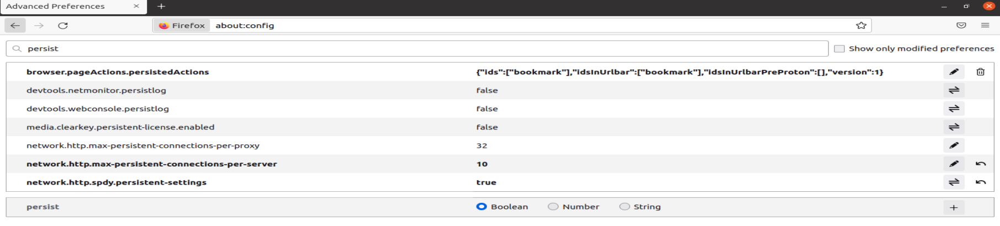 Advanced Preferences
Firefox about:config
persist Show only modified preferences
browser.pageActions.persistedActions {"ids":["bookmark"],"idsInUrlbar":["bookmark"],"idsInUrlbarPreProton":[],"version":1}
devtools.netmonitor.persistlog false
devtools.webconsole.persistlog false
media.clearkey.persistent-license.enabled false
network.http.max-persistent-connections-per-proxy 32
network.http.max-persistent-connections-per-server 10
network.http.spdy.persistent-settings true
persist Boolean Number String